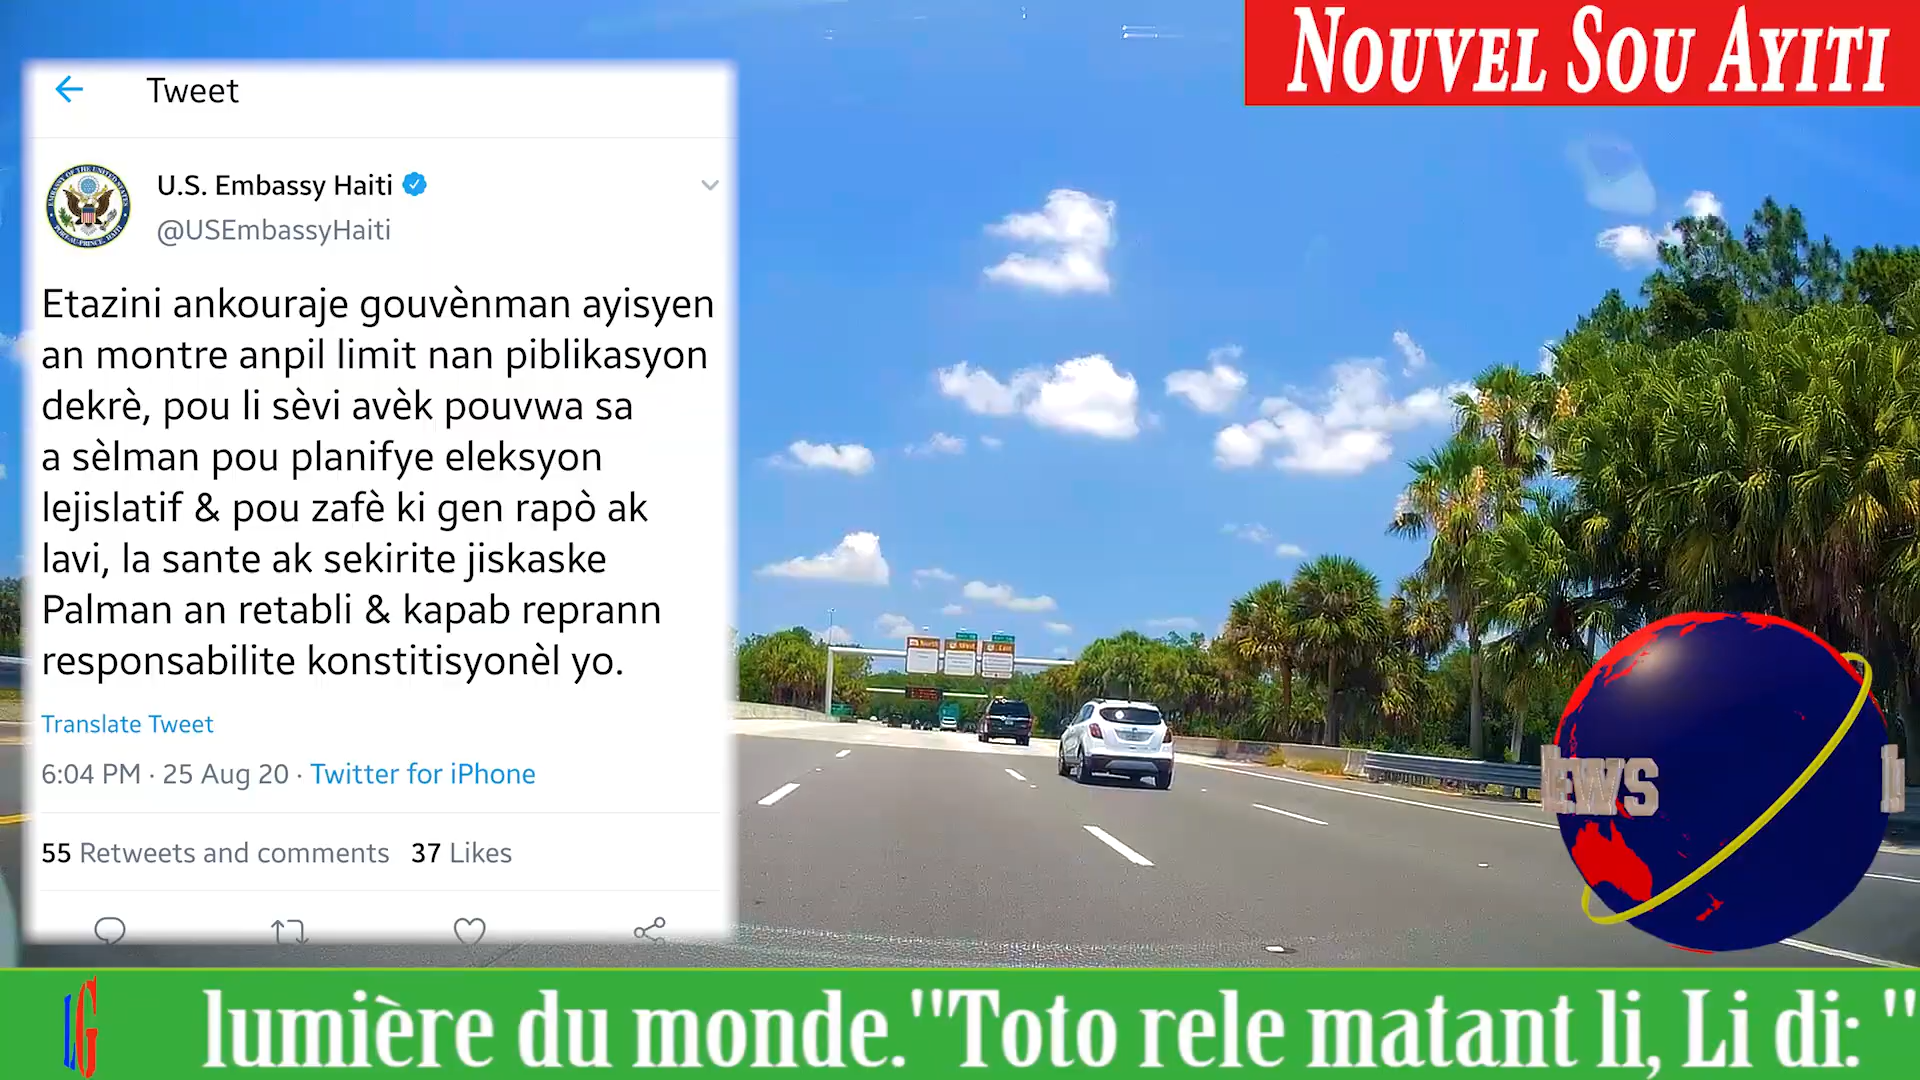 NOUVEL SOU AYITI
Tweet
U.S. Embassy Haiti
@USEmbassyHaiti
Etazini ankouraje gouvènman ayisyen
an montre anpil limit nan piblikasyon
dekrè, pou li sèvi avèk pouvwa sa
a sèlman pou planifye eleksyon
lejislatif & pou zafè ki gen rapò ak
lavi, la sante ak sekirite jiskaske
Palman an retabli & kapab reprann
responsabilite konstitisyonèl yo.
Translate Tweet
6:04 PM · 25 Aug 20 · Twitter for iPhone
55 Retweets and comments 37 Likes
EWS
LG
lumière du monde."Toto rele matant li, Li di: "